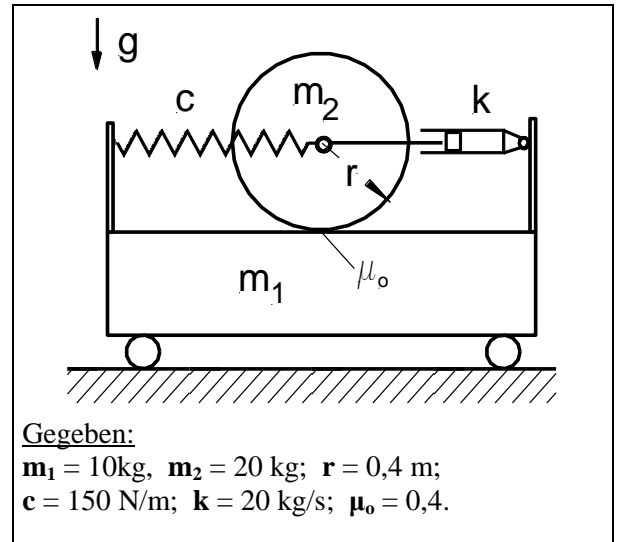 g
c
m₂
k
r
μₒ
m₁
Gegeben:
m₁ = 10kg, m₂ = 20 kg; r = 0,4 m;
c = 150 N/m; k = 20 kg/s; μₒ = 0,4.